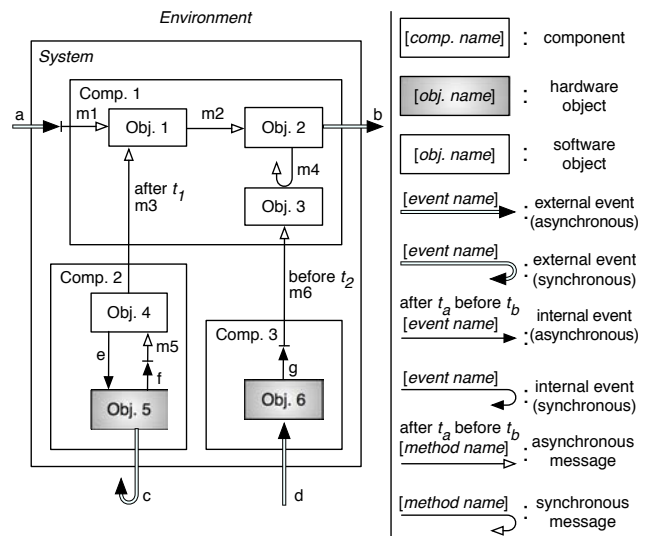 Environment
System
Comp. 1
a
m1
Obj. 1
m2
Obj. 2
b
m4
Obj. 3
after t1
m3
before t2
m6
Comp. 2
Obj. 4
e
m5
f
Obj. 5
c
Comp. 3
g
Obj. 6
d
[comp. name] : component
[obj. name] : hardware
object
[obj. name] : software
object
[event name] : external event
(asynchronous)
[event name] : external event
(synchronous)
after ta before tb
[event name] : internal event
(asynchronous)
[event name] : internal event
(synchronous)
after ta before tb
[method name] : asynchronous
message
[method name] : synchronous
message